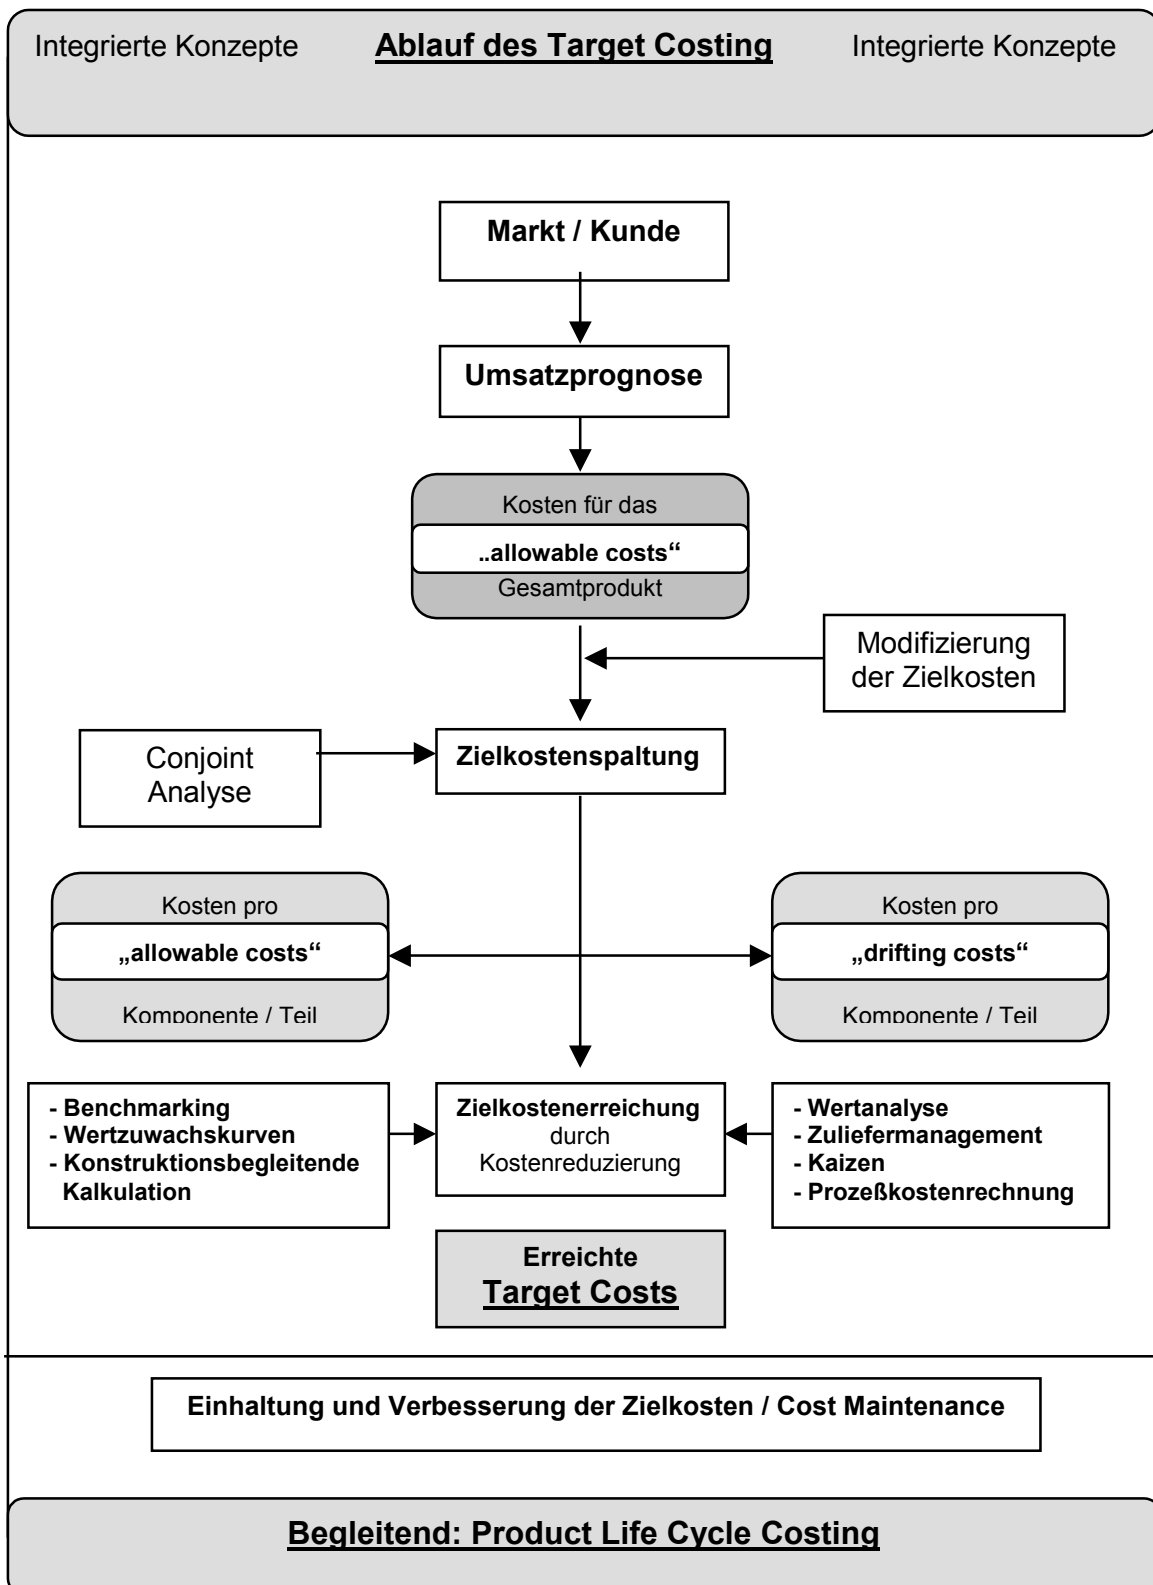 Integrierte Konzepte Ablauf des Target Costing Integrierte Konzepte
Markt / Kunde
Umsatzprognose
Kosten für das
„allowable costs“
Gesamtprodukt
Modifizierung
der Zielkosten
Conjoint
Analyse
Zielkostenspaltung
Kosten pro
„allowable costs“
Komponente / Teil
Kosten pro
„drifting costs“
Komponente / Teil
- Benchmarking
- Wertzuwachskurven
- Konstruktionsbegleitende
Kalkulation
Zielkostenerreichung
durch
Kostenreduzierung
- Wertanalyse
- Zuliefermanagement
- Kaizen
- Prozeßkostenrechnung
Erreichte
Target Costs
Einhaltung und Verbesserung der Zielkosten / Cost Maintenance
Begleitend: Product Life Cycle Costing